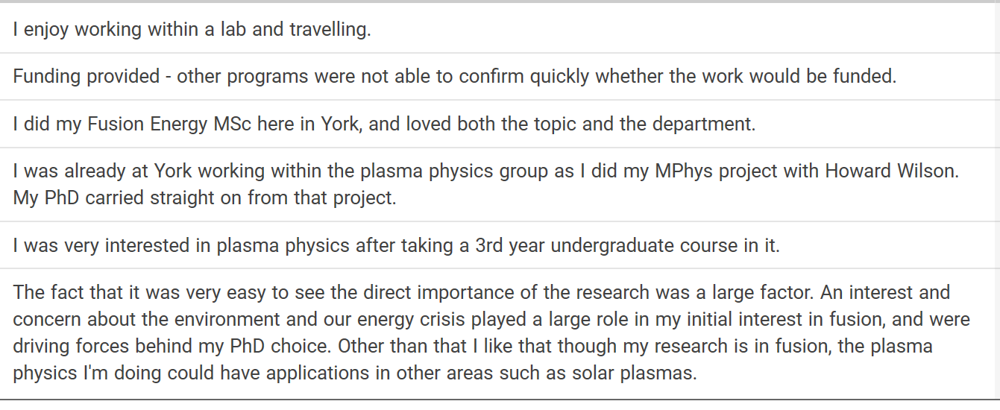 I enjoy working within a lab and travelling.
Funding provided - other programs were not able to confirm quickly whether the work would be funded.
I did my Fusion Energy MSc here in York, and loved both the topic and the department.
I was already at York working within the plasma physics group as I did my MPhys project with Howard Wilson.
My PhD carried straight on from that project.
I was very interested in plasma physics after taking a 3rd year undergraduate course in it.
The fact that it was very easy to see the direct importance of the research was a large factor. An interest and
concern about the environment and our energy crisis played a large role in my initial interest in fusion, and were
driving forces behind my PhD choice. Other than that I like that though my research is in fusion, the plasma
physics I'm doing could have applications in other areas such as solar plasmas.